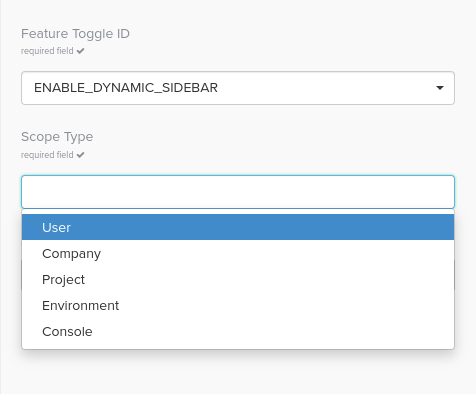 Feature Toggle ID
required field
ENABLE_DYNAMIC_SIDEBAR
Scope Type
required field
User
Company
Project
Environment
Console